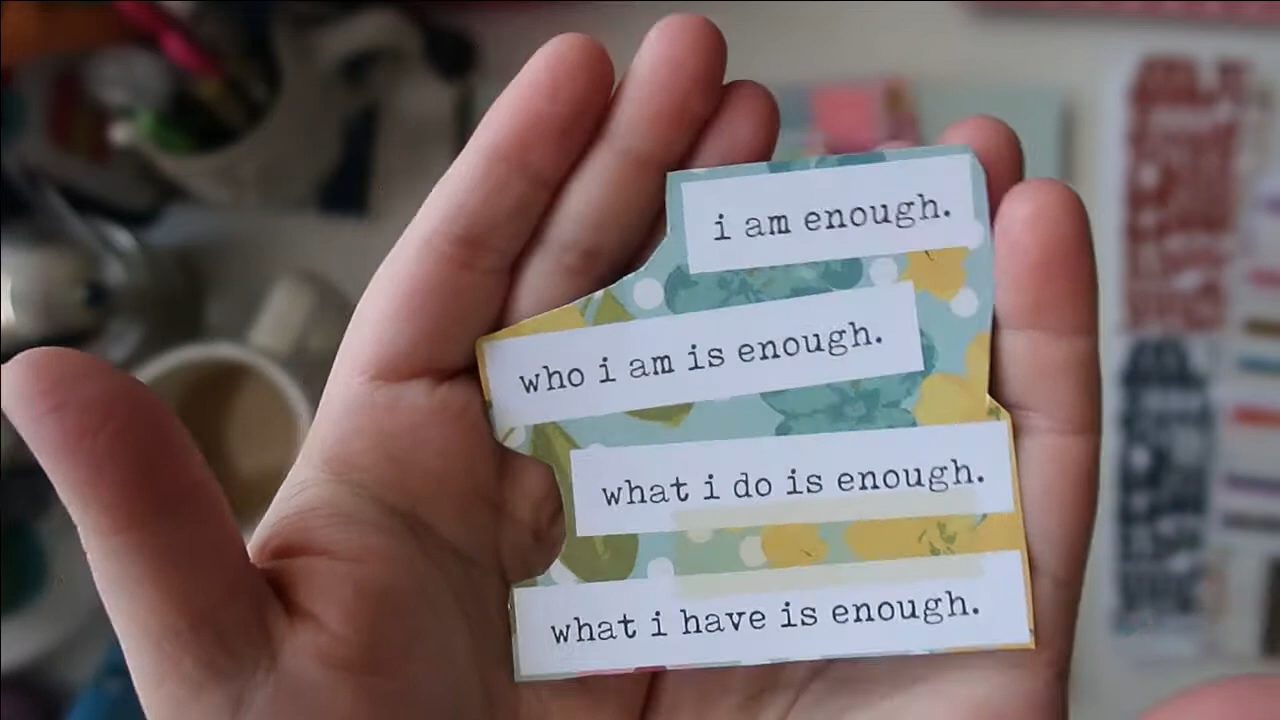 i am enough.
who i am is enough.
what i do is enough.
what i have is enough.